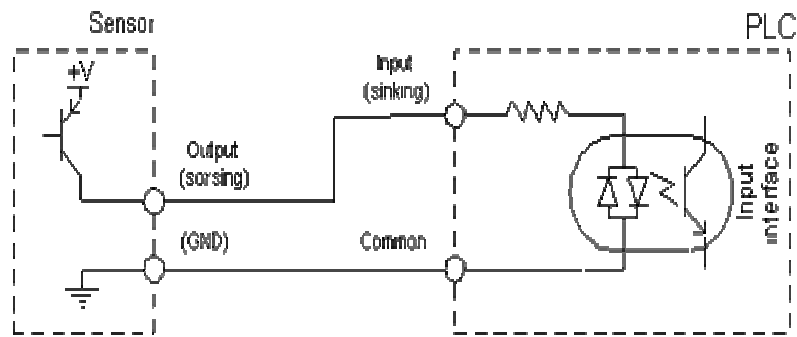 Sensor
PLC
+V
Input
(sinking)
Output
(sorsing)
(GND)
Common
Input
interface